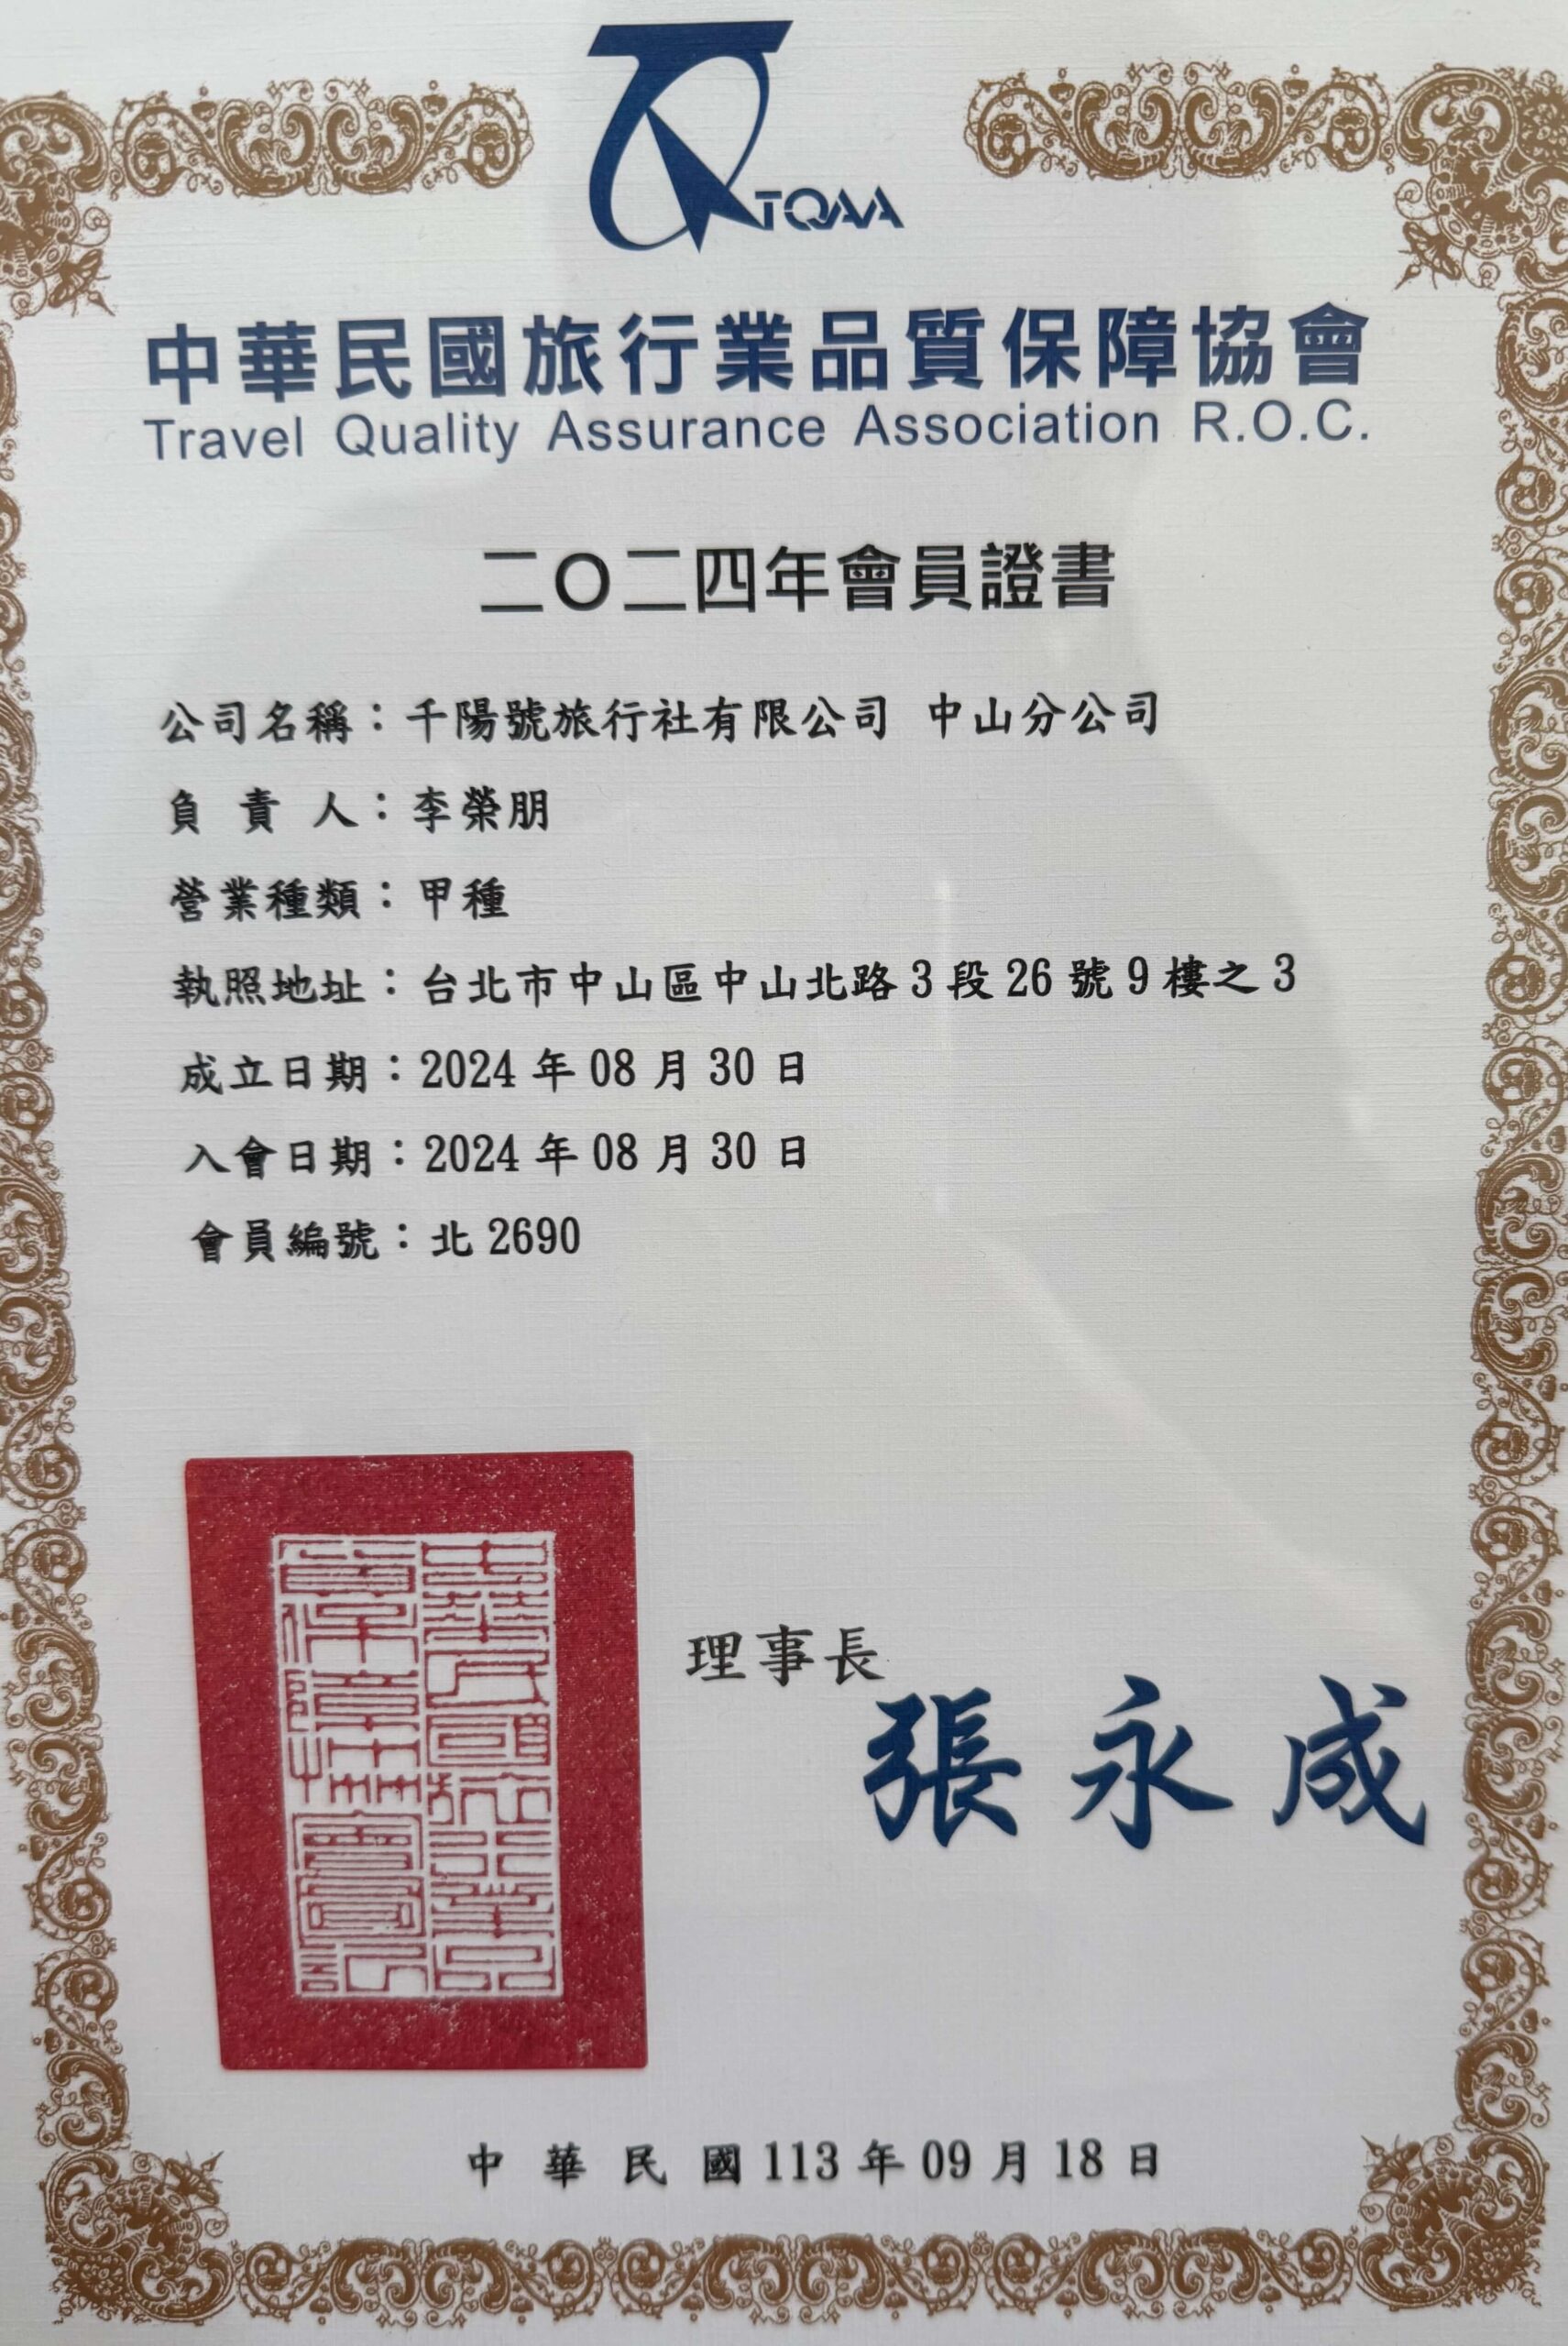 TQAA
中華民國旅行業品質保障協會
Travel Quality Assurance Association R.O.C.
二〇二四年會員證書
公司名稱：千陽號旅行社有限公司 中山分公司
負責人：李榮朋
營業種類：甲種
執照地址：台北市中山區中山北路3段26號9樓之3
成立日期：2024年08月30日
入會日期：2024年08月30日
會員編號：北2690
理事長
張永成
中華民國113年09月18日